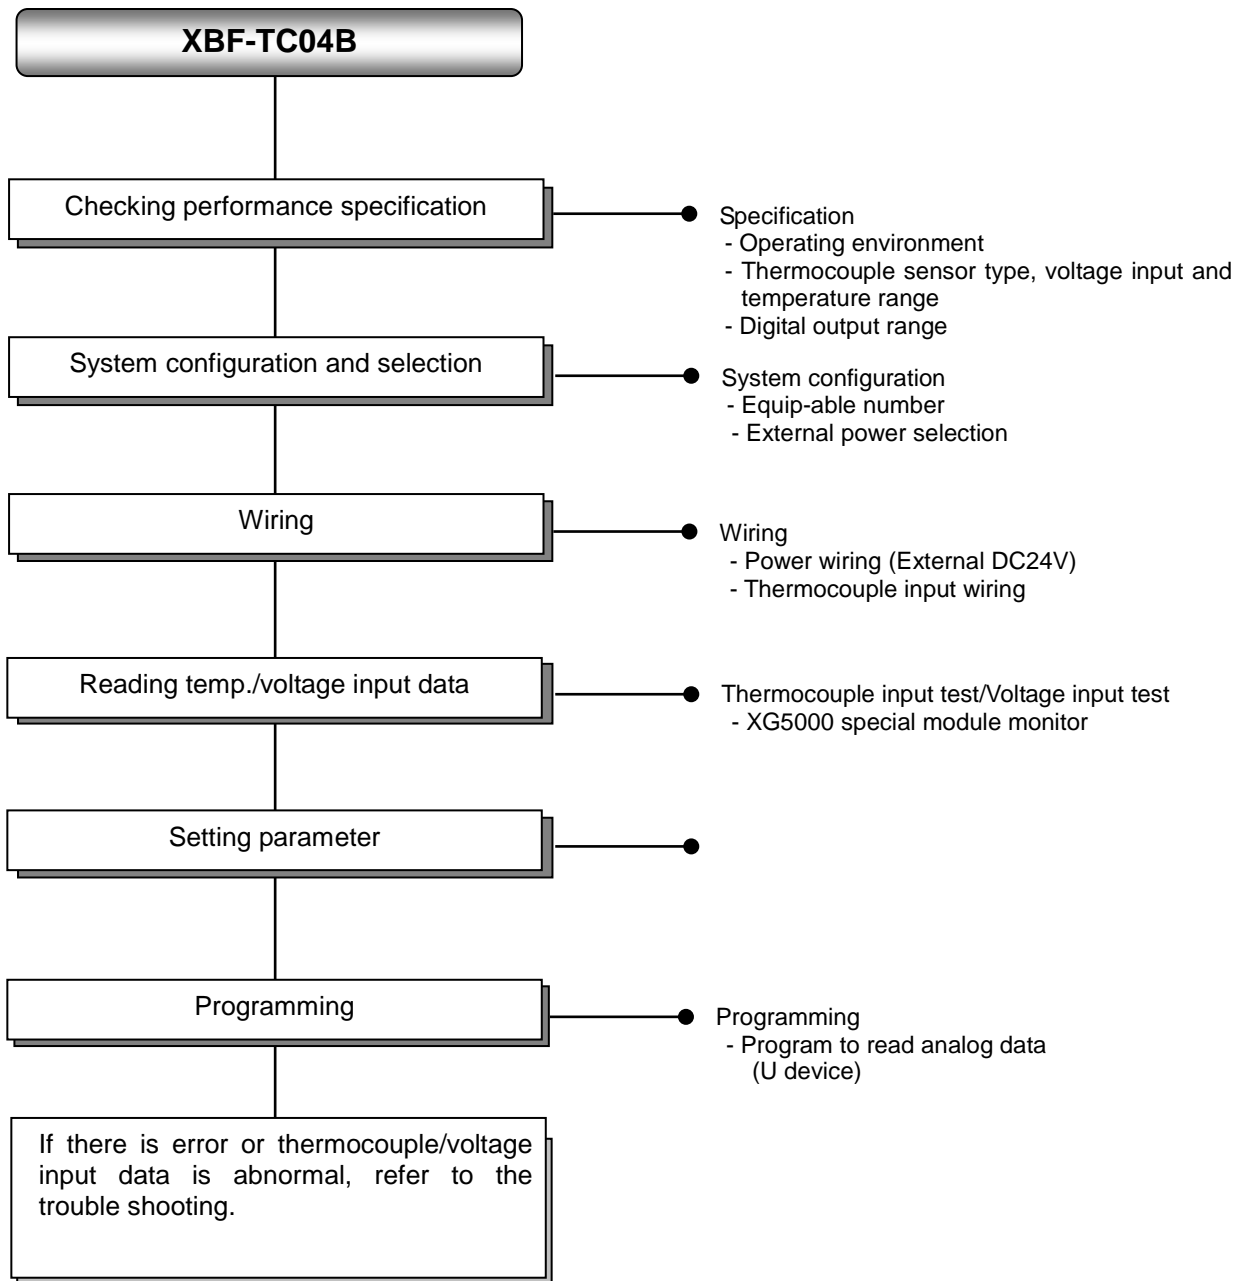 XBF-TC04B
Checking performance specification
Specification
- Operating environment
- Thermocouple sensor type, voltage input and
temperature range
- Digital output range
System configuration and selection
System configuration
- Equip-able number
- External power selection
Wiring
Wiring
- Power wiring (External DC24V)
- Thermocouple input wiring
Reading temp./voltage input data
Thermocouple input test/Voltage input test
- XG5000 special module monitor
Setting parameter
Programming
Programming
- Program to read analog data
(U device)
If there is error or thermocouple/voltage
input data is abnormal, refer to the
trouble shooting.